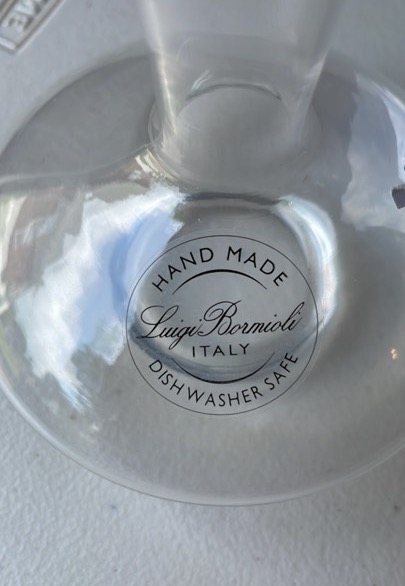 HAND MADE
Luigi Bormioli
ITALY
DISHWASHER SAFE